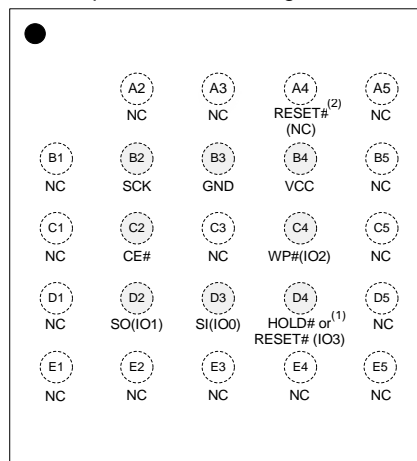 A2 A3 A4 A5
NC NC RESET#(2) NC
(NC)
B1 B2 B3 B4 B5
NC SCK GND VCC NC
C1 C2 C3 C4 C5
NC CE# NC WP#(IO2) NC
D1 D2 D3 D4 D5
NC SO(IO1) SI(IO0) HOLD# or(1) NC
RESET# (IO3)
E1 E2 E3 E4 E5
NC NC NC NC NC